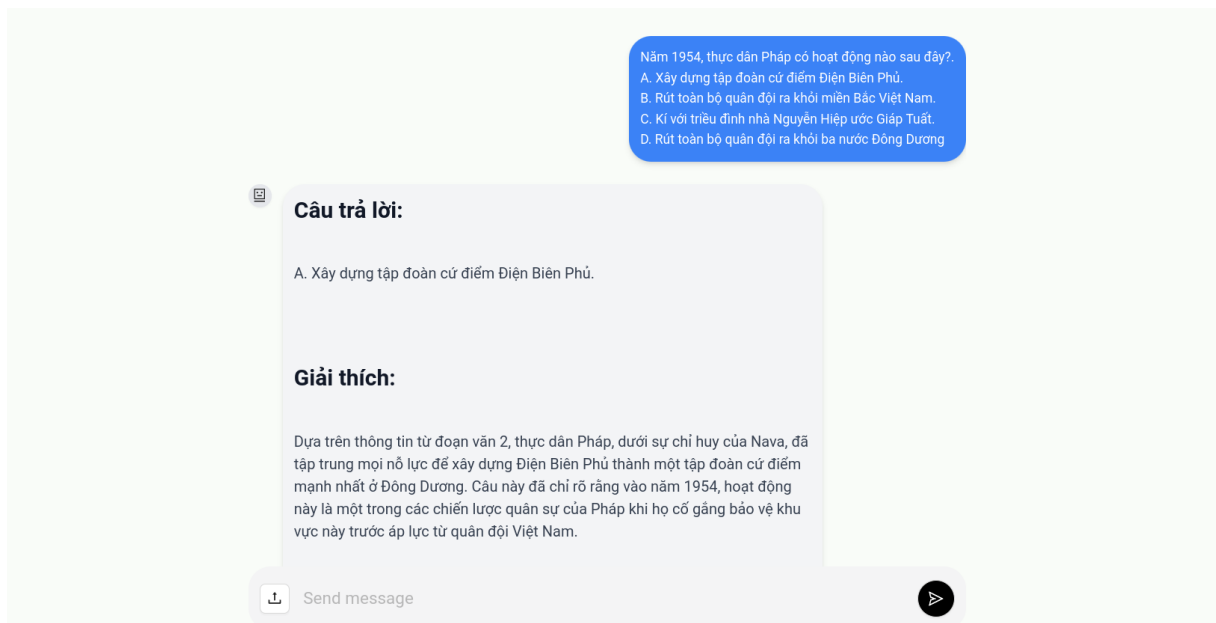 Năm 1954, thực dân Pháp có hoạt động nào sau đây?.
A. Xây dựng tập đoàn cứ điểm Điện Biên Phủ.
B. Rút toàn bộ quân đội ra khỏi miền Bắc Việt Nam.
C. Kí với triều đình nhà Nguyễn Hiệp ước Giáp Tuất.
D. Rút toàn bộ quân đội ra khỏi ba nước Đông Dương
Câu trả lời:
A. Xây dựng tập đoàn cứ điểm Điện Biên Phủ.
Giải thích:
Dựa trên thông tin từ đoạn văn 2, thực dân Pháp, dưới sự chỉ huy của Nava, đã
tập trung mọi nỗ lực để xây dựng Điện Biên Phủ thành một tập đoàn cứ điểm
mạnh nhất ở Đông Dương. Câu này đã chỉ rõ rằng vào năm 1954, hoạt động
này là một trong các chiến lược quân sự của Pháp khi họ cố gắng bảo vệ khu
vực này trước áp lực từ quân đội Việt Nam.
Send message